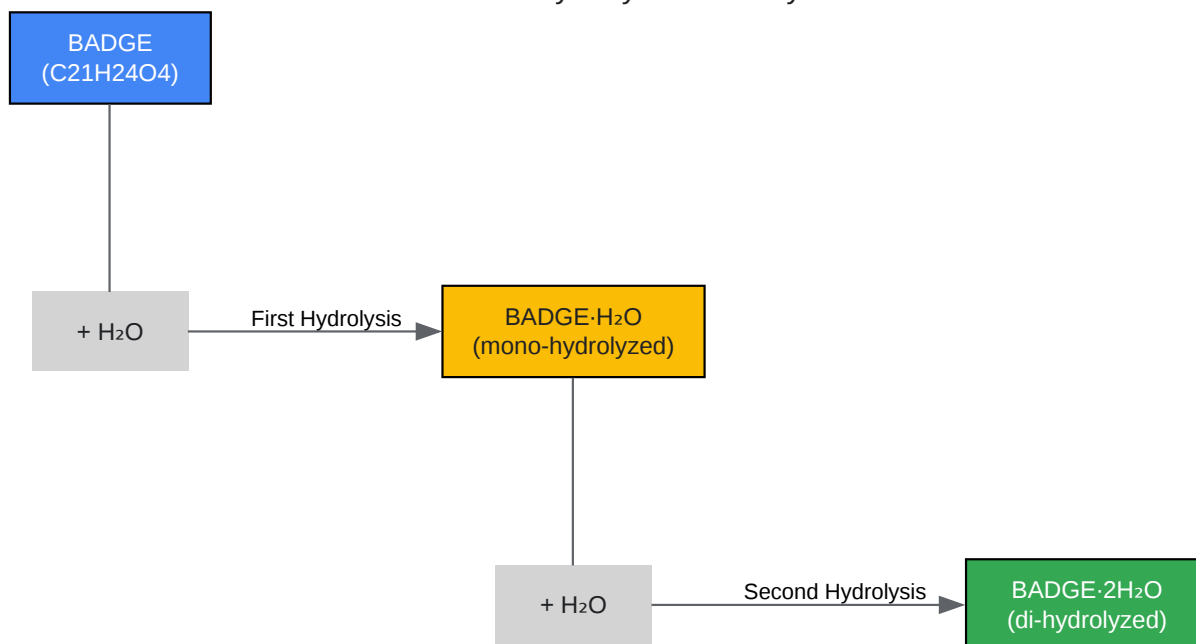 BADGE
(C21H24O4)
+ H₂O
First Hydrolysis
BADGE·H₂O
(mono-hydrolyzed)
+ H₂O
Second Hydrolysis
BADGE·2H₂O
(di-hydrolyzed)